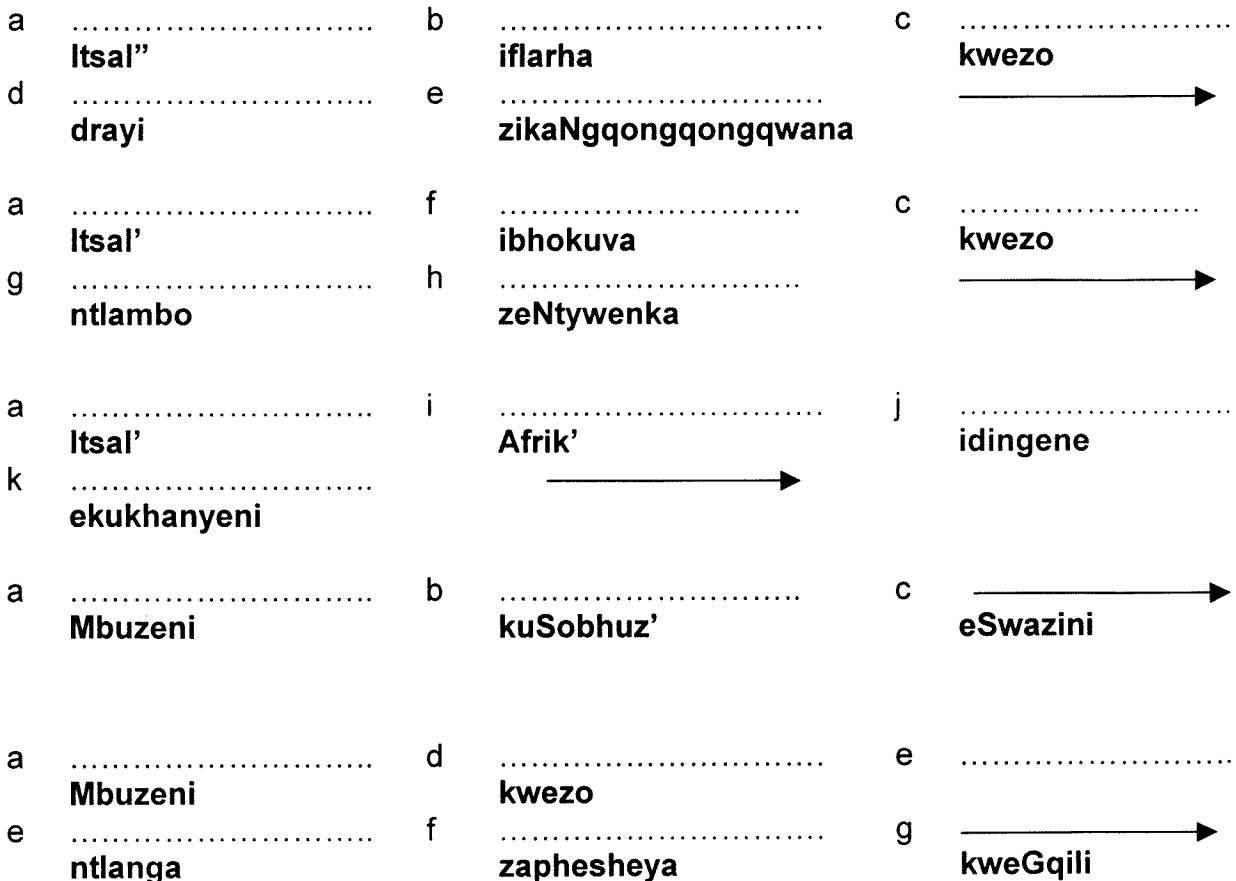 a ............................. b ............................... c ..........................
Itsal” iflarha kwezo
d ............................. e ...............................
drayi zikaNgqongqongqwana
a ............................. f ............................. c .......................
Itsal’ ibhokuva kwezo
g ............................. h .............................
ntlambo zeNtywenka
a ............................. i ............................... j ..........................
Itsal’ Afrik’ idingene
k .............................
ekukhanyeni
a ............................. b ............................. c
Mbuzeni kuSobhuz’ eSwazini
a ............................. d ............................... e ..........................
Mbuzeni kwezo
e ............................. f ............................... g
ntlanga zaphesheya kweGqili